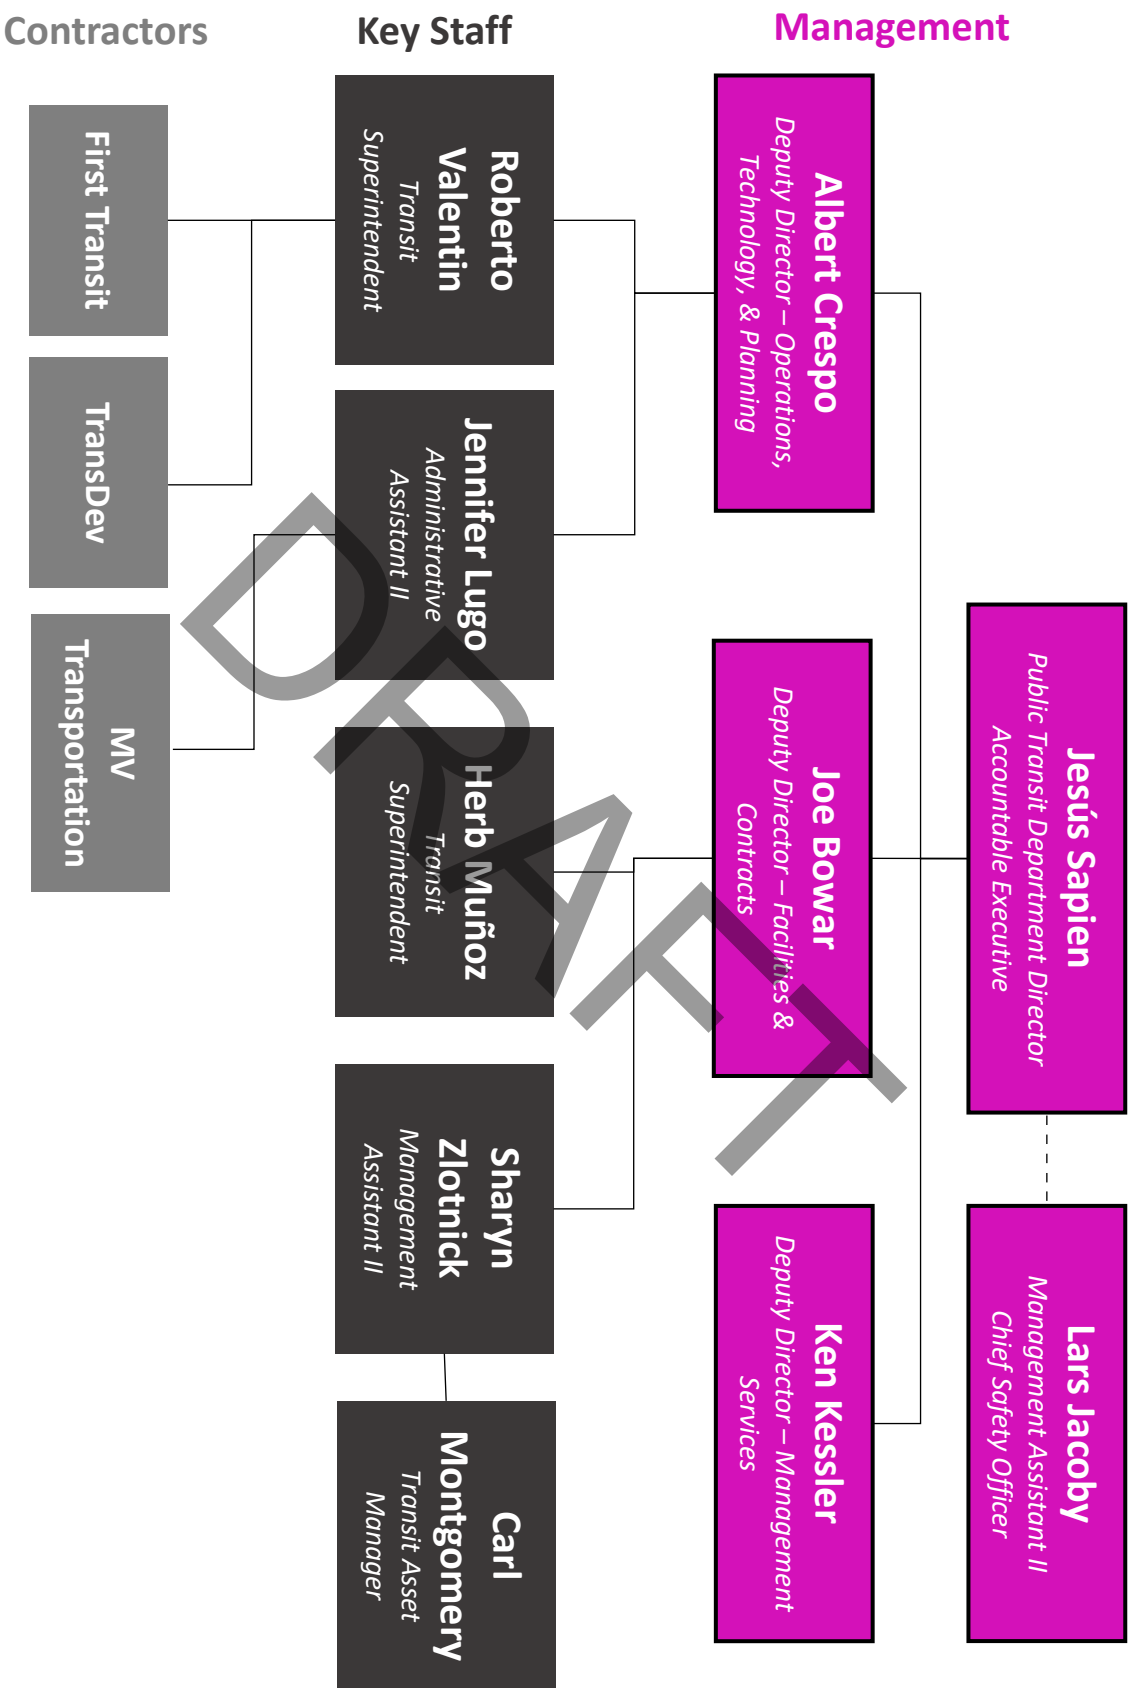 Contractors
Key Staff
Management
Jesús Sapien
Public Transit Department Director
Accountable Executive
Lars Jacoby
Management Assistant II
Chief Safety Officer
Albert Crespo
Deputy Director – Operations,
Technology, & Planning
Joe Bowar
Deputy Director – Facilities &
Contracts
Ken Kessler
Deputy Director – Management
Services
Roberto
Valentin
Transit
Superintendent
Jennifer Lugo
Administrative
Assistant II
Herb Muñoz
Transit
Superintendent
Sharyn
Zlotnick
Management
Assistant II
Carl
Montgomery
Transit Asset
Manager
First Transit
TransDev
MV
Transportation
DRAFT